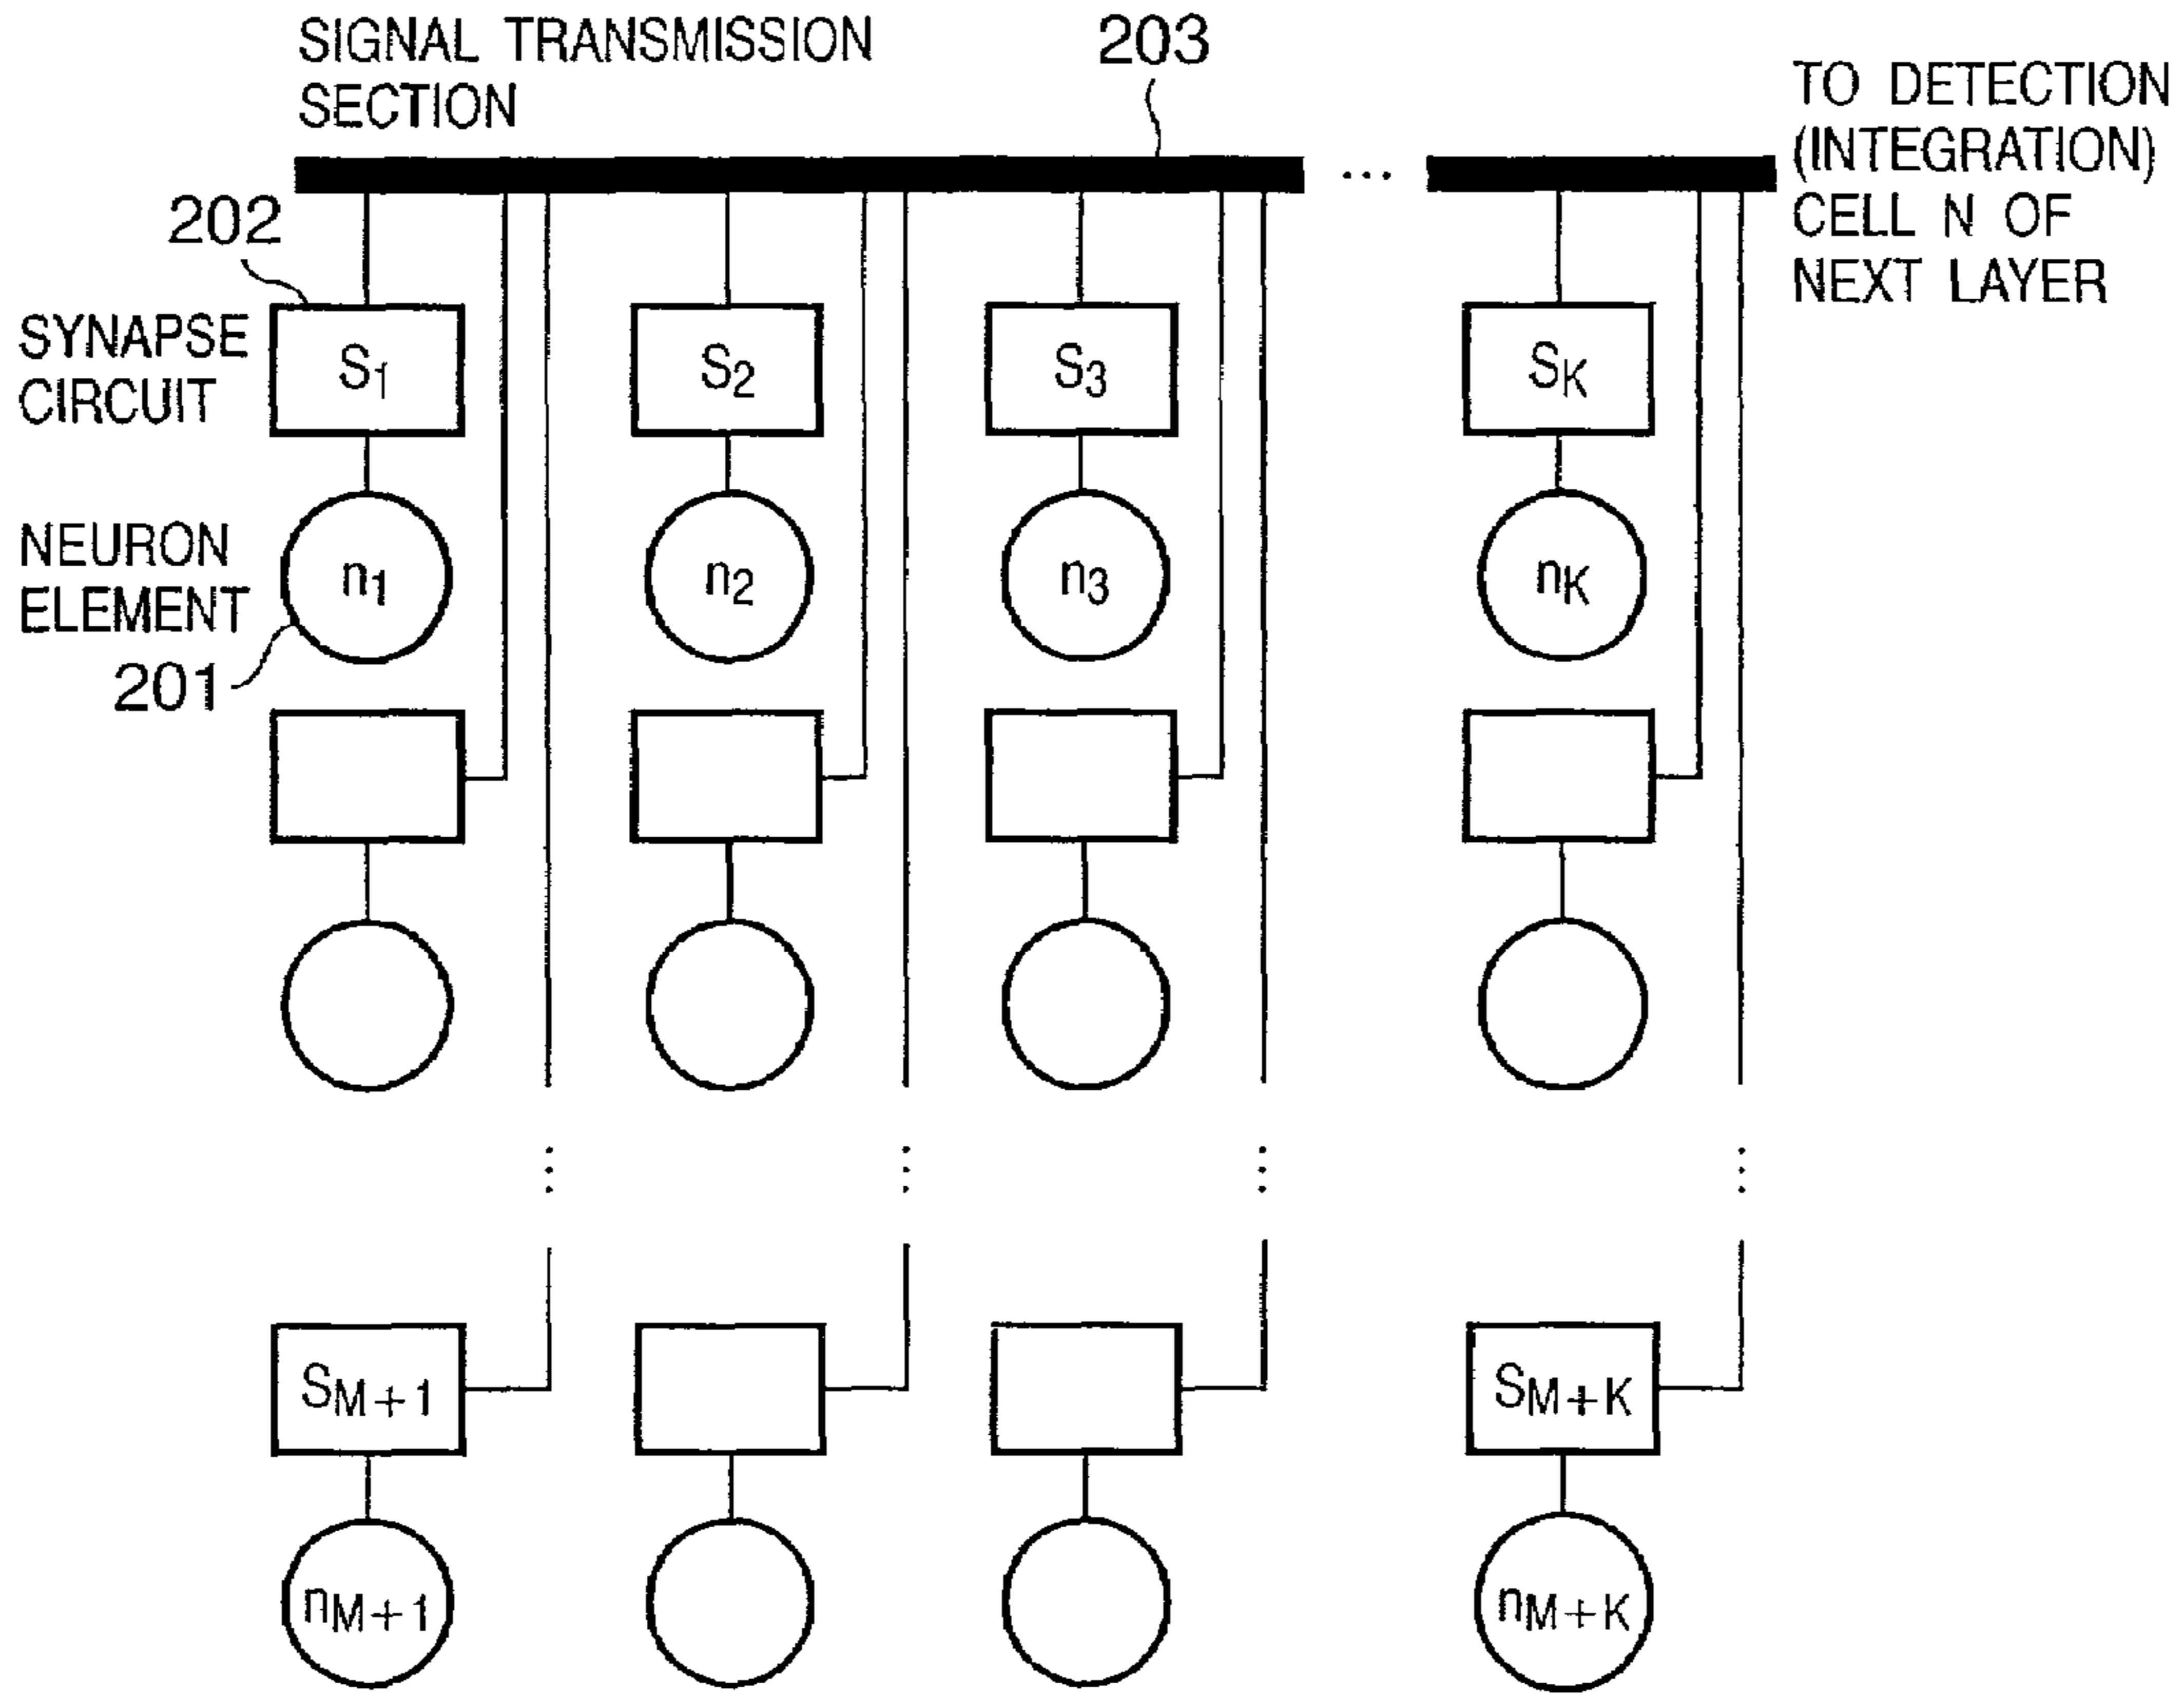 SIGNAL TRANSMISSION
SECTION
203
TO DETECTION
(INTEGRATION)
CELL N OF
NEXT LAYER
...
202
SYNAPSE
CIRCUIT
S1
S2
S3
SK
NEURON
ELEMENT
201
n1
n2
n3
nK
SM+1
SM+K
nM+1
nM+K